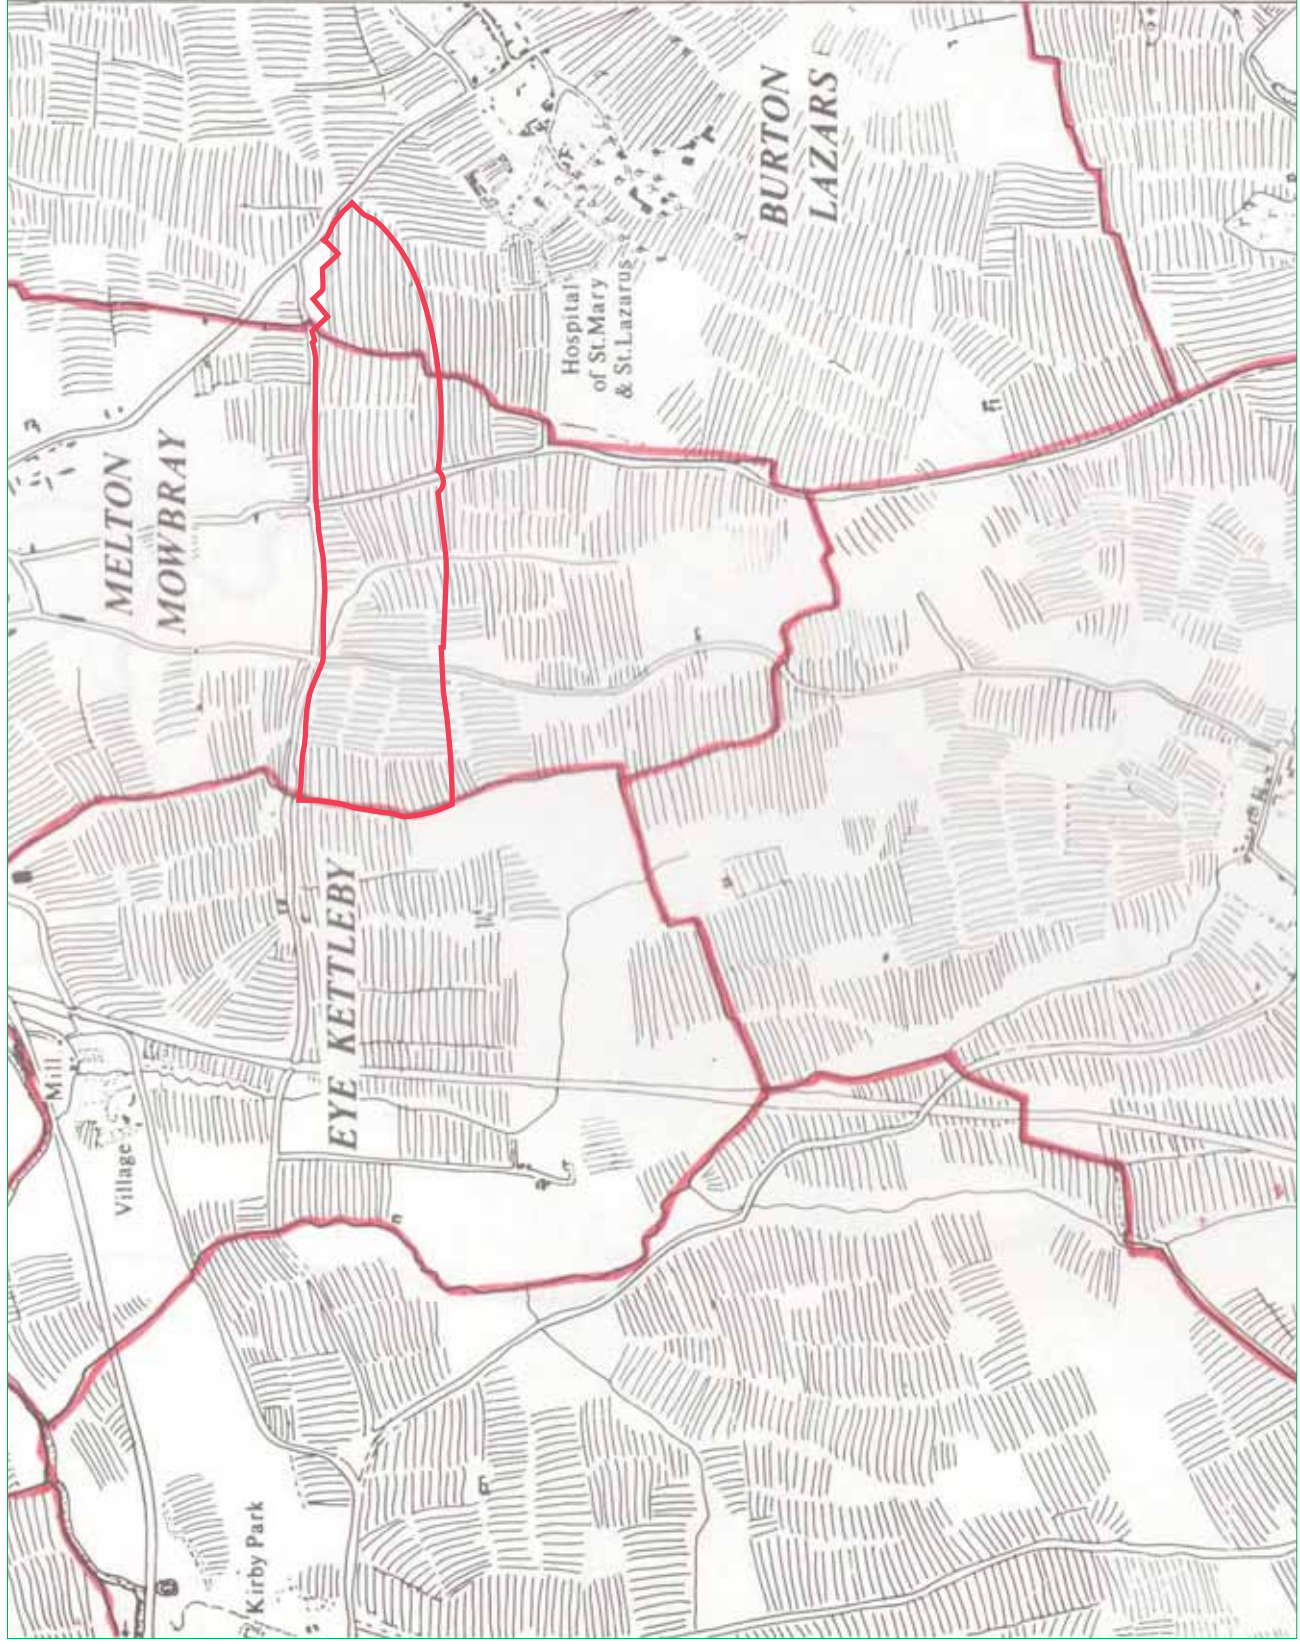 BURTON
LAZARS
Hospital
of St.Mary
& St.Lazarus
MELTON
MOWBRAY
EYE KETTLEBY
Mill
Village
Kirby Park